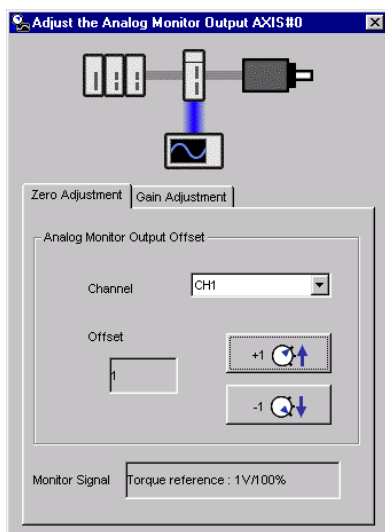 Adjust the Analog Monitor Output AXIS#0
Zero Adjustment
Gain Adjustment
Analog Monitor Output Offset
Channel
CH1
Offset
1
+1
-1
Monitor Signal
Torque reference : 1V/100%